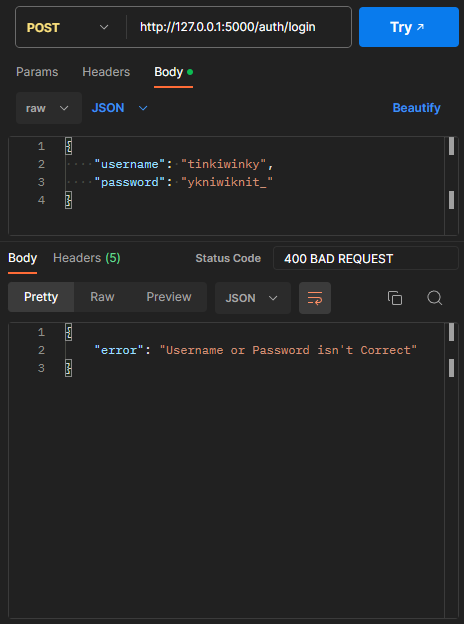 POST http://127.0.0.1:5000/auth/login Try ↗
Params Headers Body
raw JSON Beautify
1 {
2 "username": "tinkiwinky",
3 "password": "ykniwiknit_"
4 }
Body Headers (5) Status Code 400 BAD REQUEST
Pretty Raw Preview JSON
1 {
2 "error": "Username or Password isn't Correct"
3 }